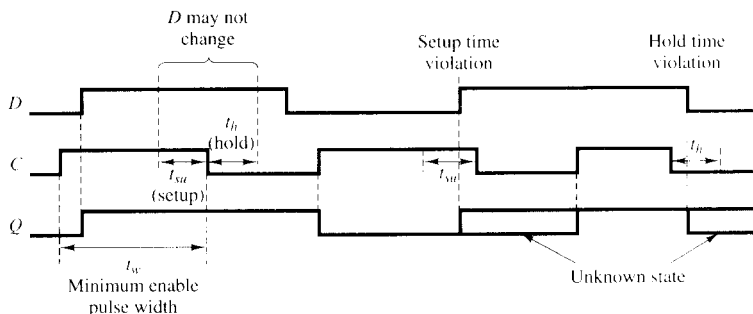 D may not
change
Setup time
violation
Hold time
violation
D
t_h
(hold)
C
t_su
(setup)
t_su
t_h
Q
t_w
Minimum enable
pulse width
Unknown state